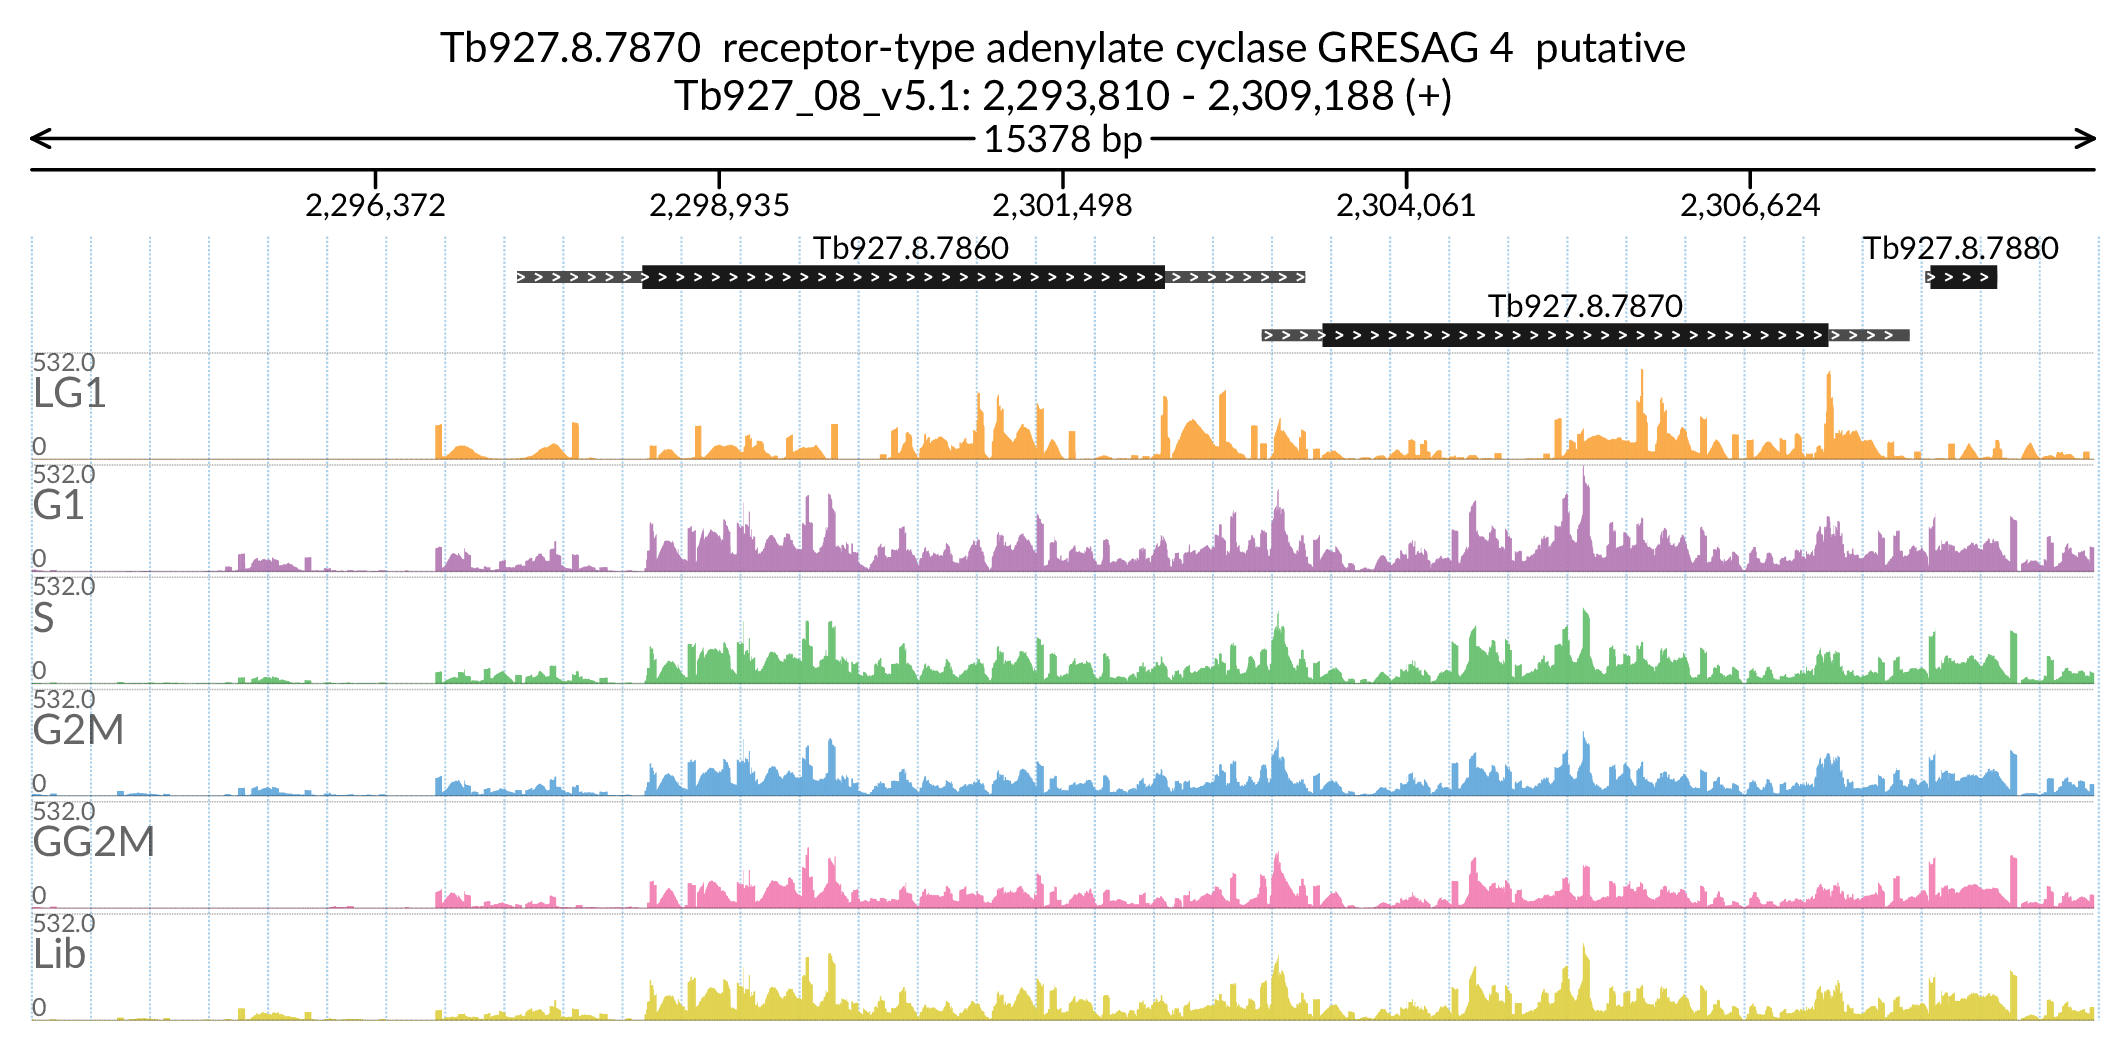 Tb927.8.7870 receptor-type adenylate cyclase GRESAG 4 putative
Tb927_08_v5.1: 2,293,810 - 2,309,188 (+)
15378 bp
2,296,372 2,298,935 2,301,498 2,304,061 2,306,624
Tb927.8.7860 Tb927.8.7880
Tb927.8.7870
532.0
LG1
0
532.0
G1
0
532.0
S
0
532.0
G2M
0
532.0
GG2M
0
532.0
Lib
0